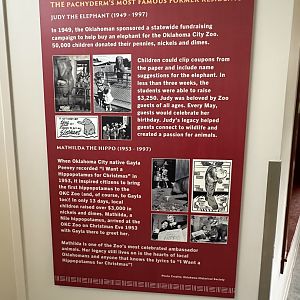 THE PACHYDERM'S MOST FAMOUS FORMER RESIDENTS
JUDY THE ELEPHANT (1949 - 1997)
In 1949, the Oklahoman sponsored a statewide fundraising
campaign to help buy an elephant for the Oklahoma City Zoo.
50,000 children donated their pennies, nickels and dimes.
Children could clip coupons from
the paper and include name
suggestions for the elephant. In
less than three weeks, the
students were able to raise
$3,250. Judy was beloved by Zoo
guests of all ages. Every May,
guests would celebrate her
birthday. Judy's legacy helped
guests connect to wildlife and
created a passion for animals.
MATHILDA THE HIPPO (1953 - 1997)
When Oklahoma City native Gayla
Peevey recorded "I Want a
Hippopotamus for Christmas" in
1953, it inspired citizens to bring
the first hippopotamus to the
OKC Zoo (and, of course, to Gayla
too)! In only 13 days, local
children raised over $3,000 in
nickels and dimes. Mathilda, a
Nile hippopotamus, arrived at the
OKC Zoo on Christmas Eve 1953
with Gayla there to greet her.
Mathilda is one of the Zoo's most celebrated ambassador
animals. Her legacy still lives on in the hearts of local
Oklahomans and anyone that knows the lyrics to "I Want a
Hippopotamus for Christmas"!
Photo Credits: Oklahoma Historical Society